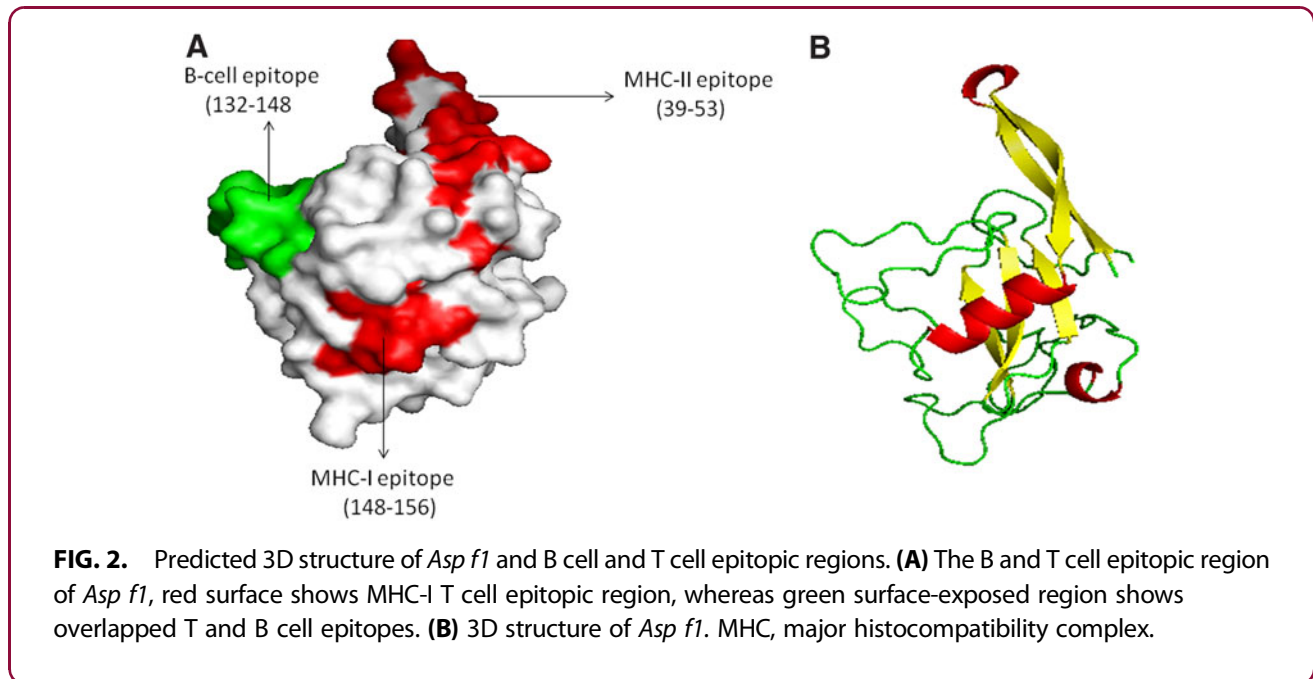 A
B
B-cell epitope
(132-148
MHC-II epitope
(39-53)
MHC-I epitope
(148-156)
FIG. 2. Predicted 3D structure of Asp f1 and B cell and T cell epitopic regions. (A) The B and T cell epitopic region
of Asp f1, red surface shows MHC-I T cell epitopic region, whereas green surface-exposed region shows
overlapped T and B cell epitopes. (B) 3D structure of Asp f1. MHC, major histocompatibility complex.